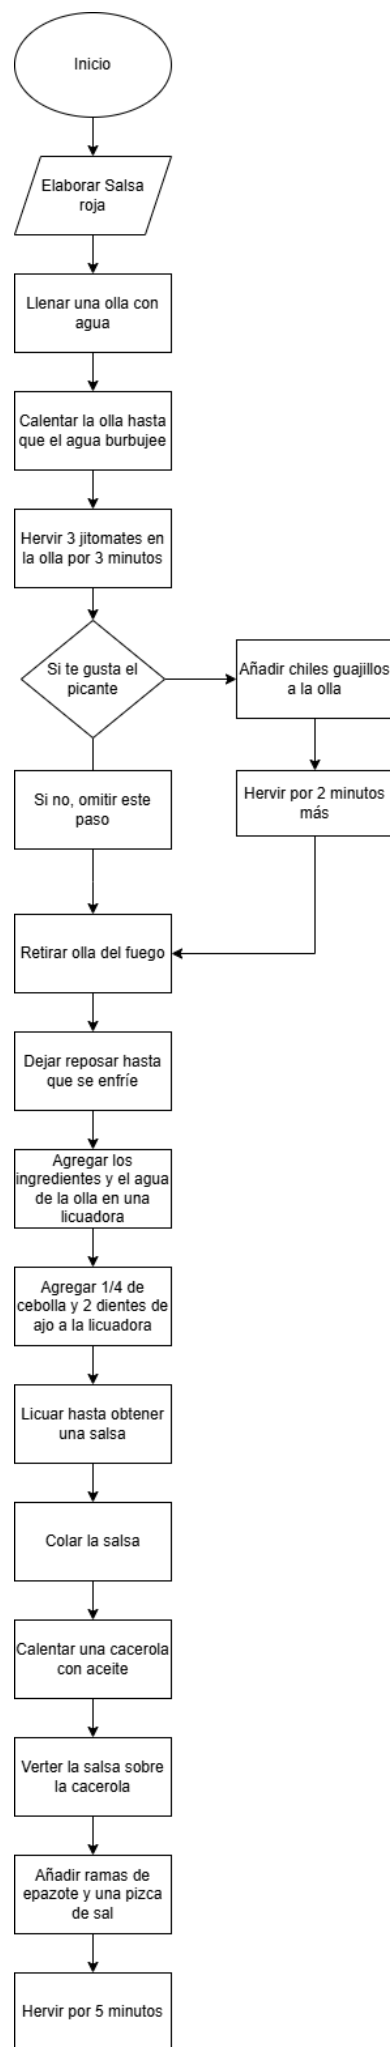 Inicio
Elaborar Salsa
roja
Llenar una olla con
agua
Calentar la olla hasta
que el agua burbujee
Hervir 3 jitomates en
la olla por 3 minutos
Si te gusta el
picante
Añadir chiles guajillos
a la olla
Si no, omitir este
paso
Hervir por 2 minutos
más
Retirar olla del fuego
Dejar reposar hasta
que se enfríe
Agregar los
ingredientes y el agua
de la olla en una
licuadora
Agregar 1/4 de
cebolla y 2 dientes de
ajo a la licuadora
Licuar hasta obtener
una salsa
Colar la salsa
Calentar una cacerola
con aceite
Verter la salsa sobre
la cacerola
Añadir ramas de
epazote y una pizca
de sal
Hervir por 5 minutos